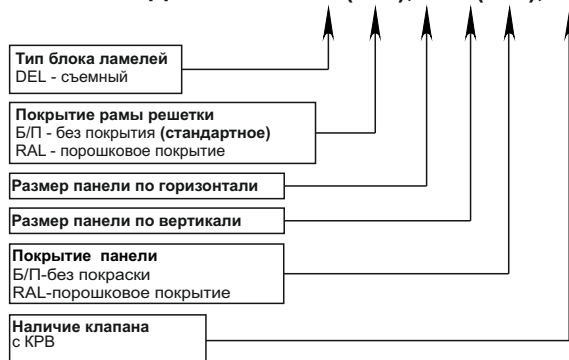 Тип блока ламелей
DEL - съемный
Покрытие рамы решетки
Б/П - без покрытия (стандартное)
RAL - порошковое покрытие
Размер панели по горизонтали
Размер панели по вертикали
Покрытие панели
Б/П-без покраски
RAL-порошковое покрытие
Наличие клапана
с КРВ